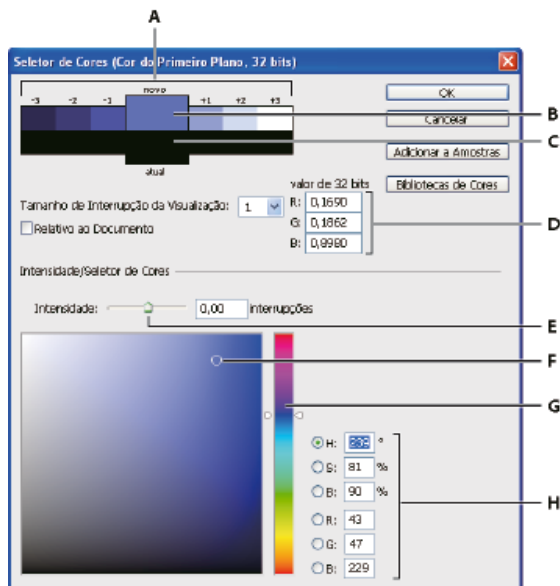 A
Seletor de Cores (Cor do Primeiro Plano, 32 bits)
novo
-3 -2 -1 +1 +2 +3
OK
B
Cancelar
C
atual
Adicionar a Amostras
valor de 32 bits
Bibliotecas de Cores
Tamanho de Interrupção da Visualização: 1
R: 0,1690
Relativo ao Documento
G: 0,1862
D
B: 0,8980
Intensidade/Seletor de Cores
Intensidade: 0,00 interrupções
E
F
G
H: 239 °
S: 81 %
B: 90 %
H
R: 43
G: 47
B: 229